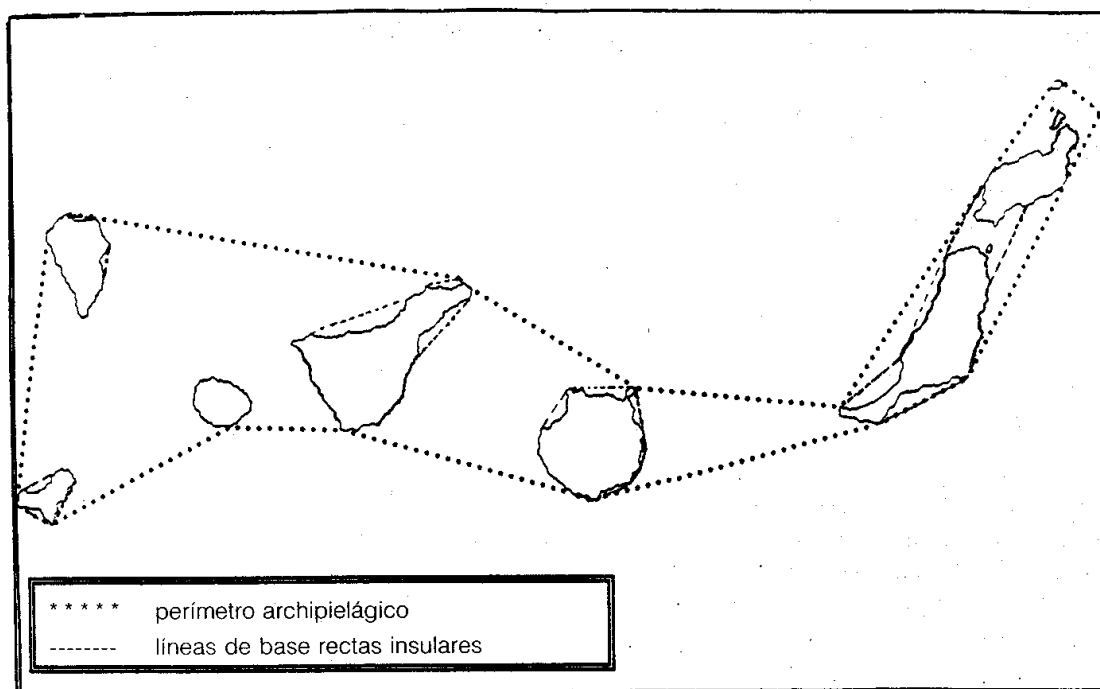 ***** perímetro archipielágico
-------- líneas de base rectas insulares